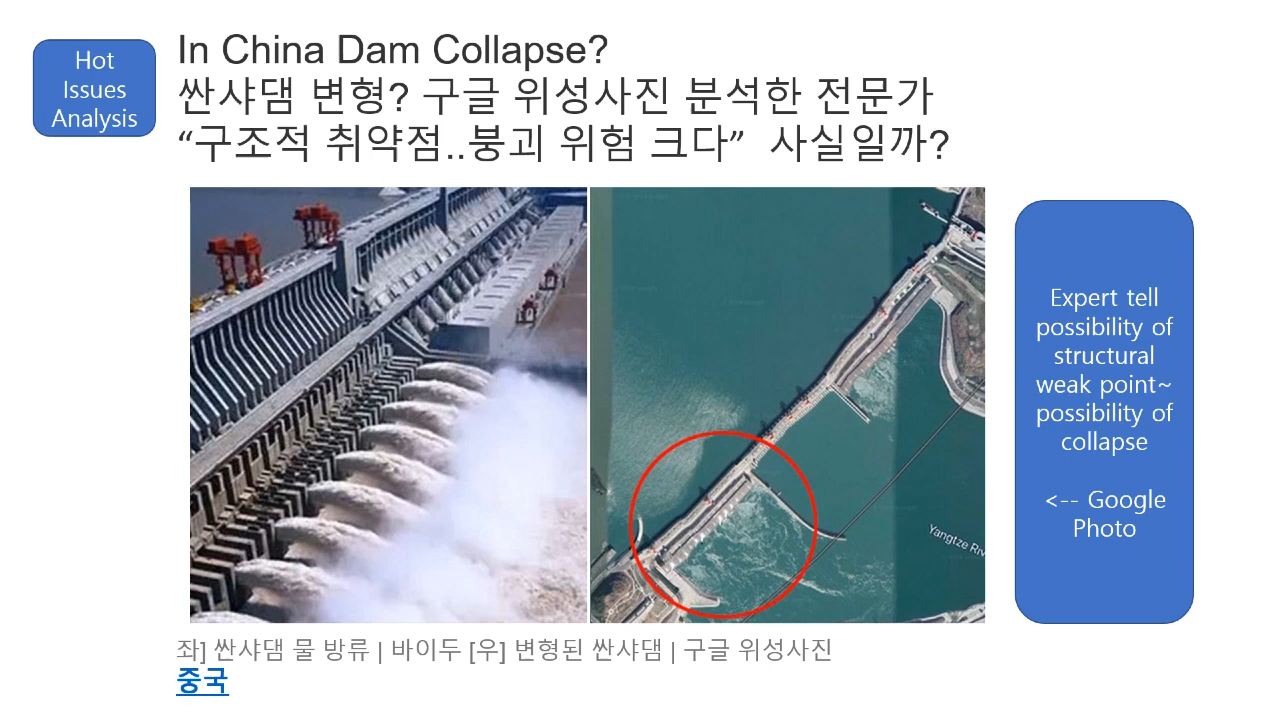 Hot
Issues
Analysis
In China Dam Collapse?
싼샤댐 변형? 구글 위성사진 분석한 전문가
“구조적 취약점..붕괴 위험 크다” 사실일까?
Expert tell
possibility of
structural
weak point~
possibility of
collapse
<-- Google
Photo
Yangtze Riv
좌] 싼샤댐 물 방류 | 바이두 [우] 변형된 싼샤댐 | 구글 위성사진
중국